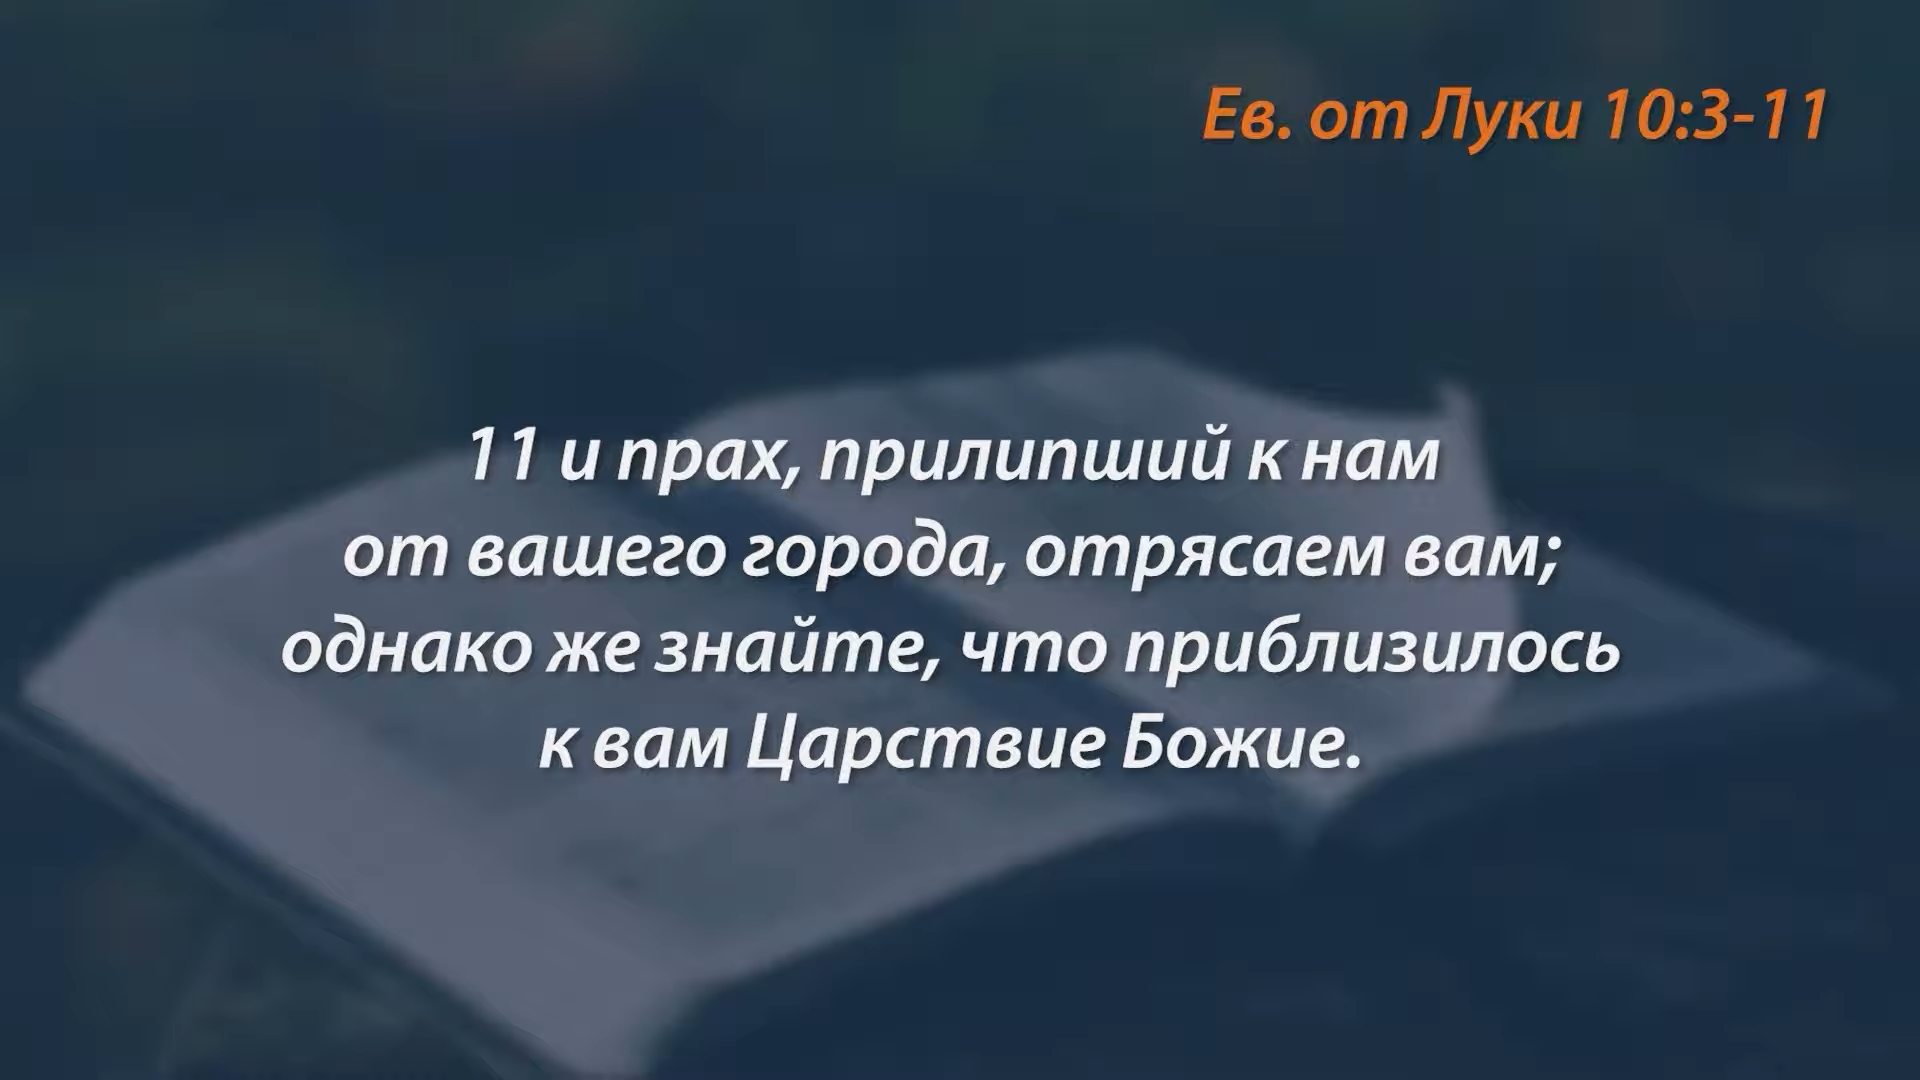 Ев. от Луки 10:3-11
11 и прах, прилипший к нам
от вашего города, отрясаем вам;
однако же знайте, что приблизилось
к вам Царствие Божие.